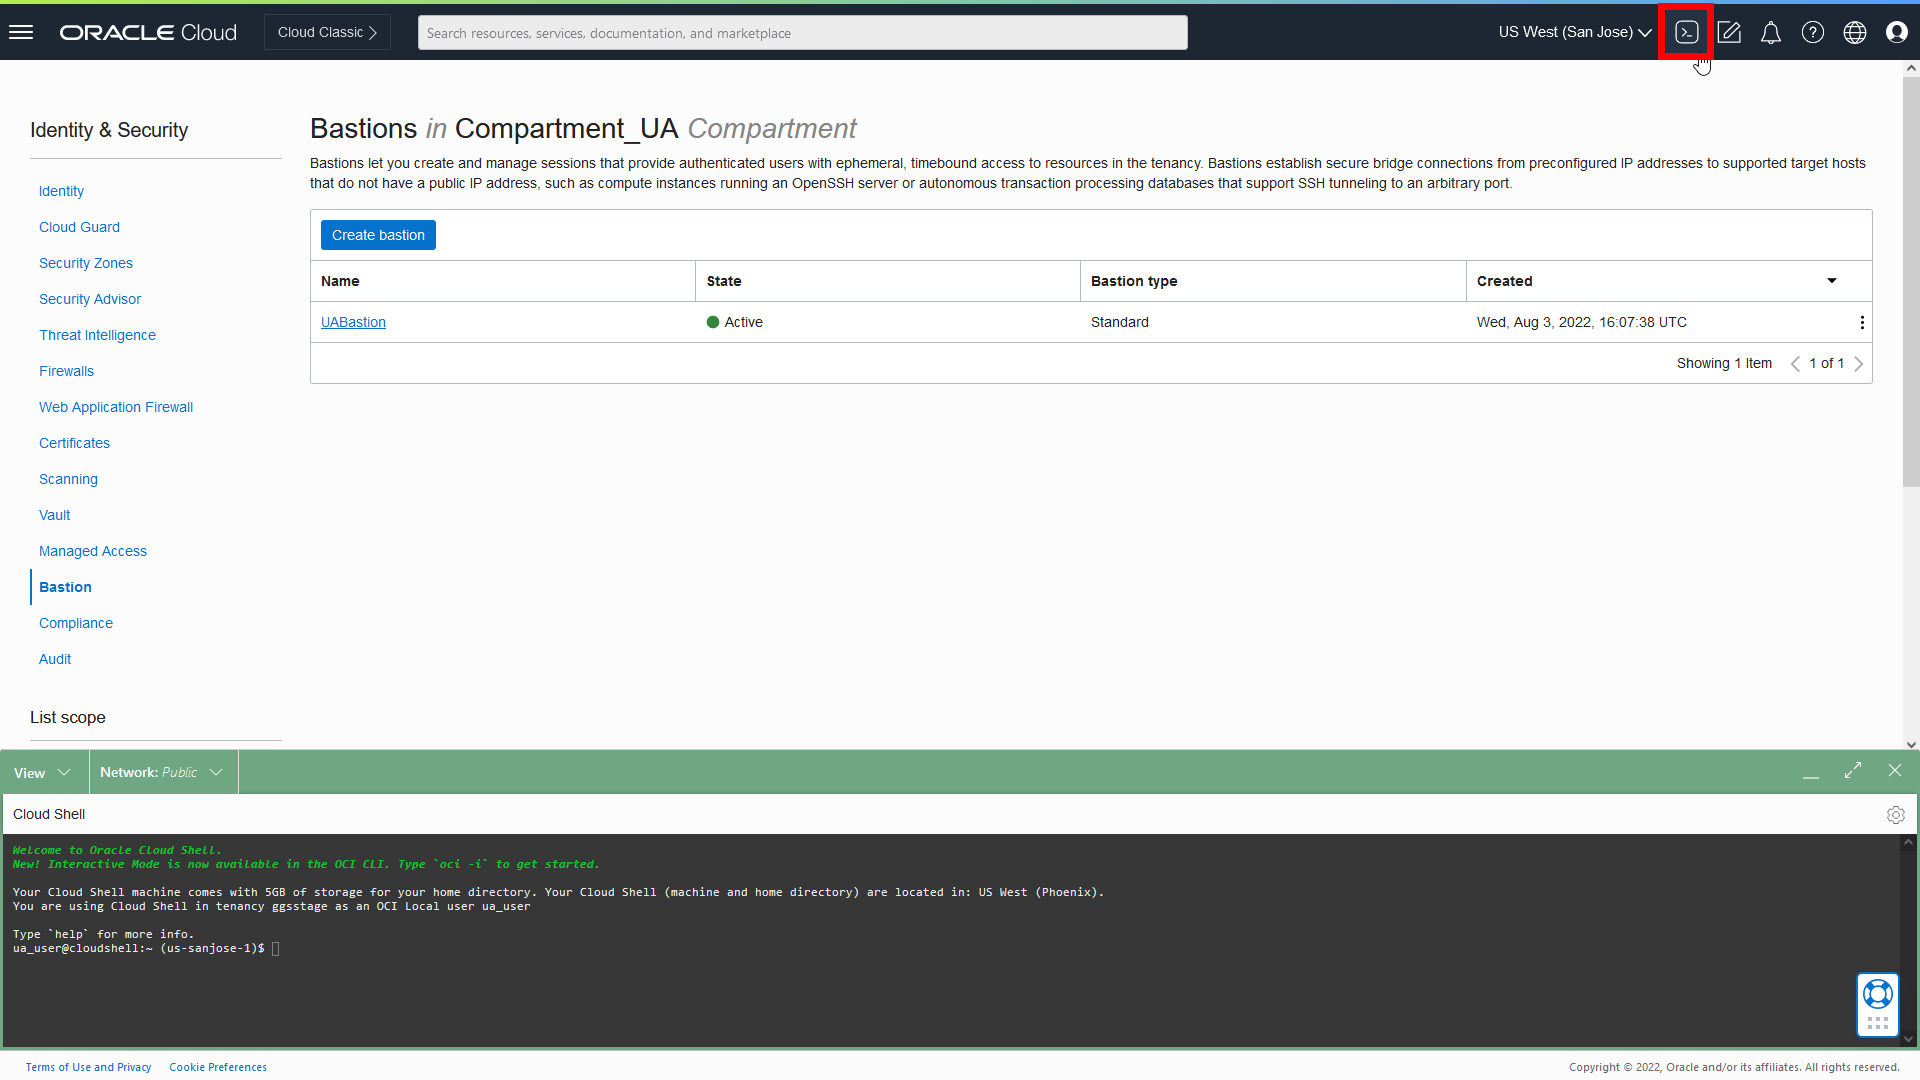 ORACLE Cloud
Cloud Classic
Search resources, services, documentation, and marketplace
US West (San Jose)
Identity & Security
Identity
Cloud Guard
Security Zones
Security Advisor
Threat Intelligence
Firewalls
Web Application Firewall
Certificates
Scanning
Vault
Managed Access
Bastion
Compliance
Audit
List scope
Bastions in Compartment_UA Compartment
Bastions let you create and manage sessions that provide authenticated users with ephemeral, timebound access to resources in the tenancy. Bastions establish secure bridge connections from preconfigured IP addresses to supported target hosts
that do not have a public IP address, such as compute instances running an OpenSSH server or autonomous transaction processing databases that support SSH tunneling to an arbitrary port.
Create bastion
Name State Bastion type Created
UABastion Active Standard Wed, Aug 3, 2022, 16:07:38 UTC
Showing 1 Item 1 of 1
View Network: Public
Cloud Shell
Welcome to Oracle Cloud Shell.
New! Interactive Mode is now available in the OCI CLI. Type `oci -i` to get started.
Your Cloud Shell machine comes with 5GB of storage for your home directory. Your Cloud Shell (machine and home directory) are located in: US West (Phoenix).
You are using Cloud Shell in tenancy ggsstage as an OCI Local user ua_user
Type `help` for more info.
ua_user@cloudshell:~ (us-sanjose-1)$
Terms of Use and Privacy Cookie Preferences
Copyright © 2022, Oracle and/or its affiliates. All rights reserved.